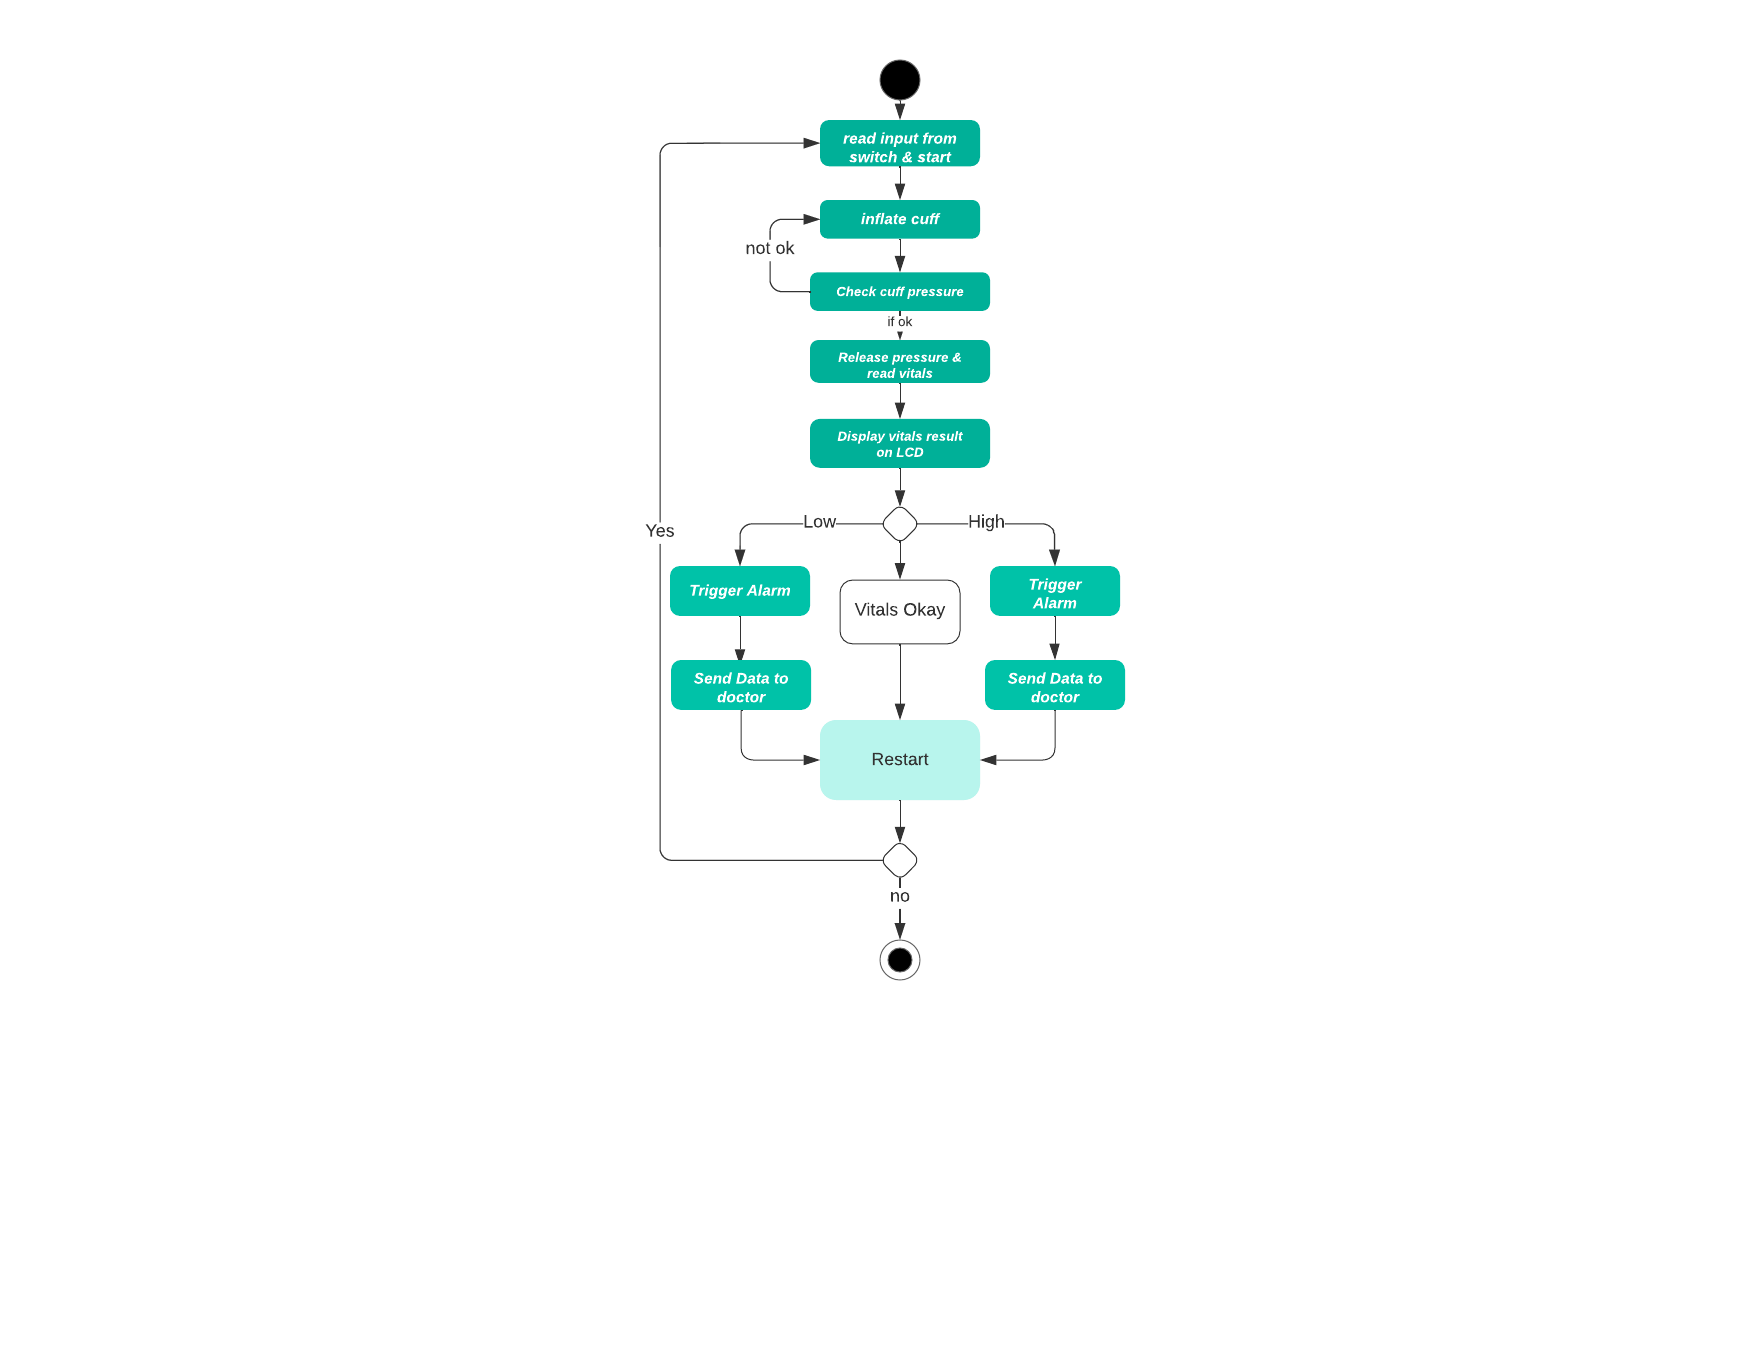 read input from
switch & start
inflate cuff
not ok
Check cuff pressure
if ok
Release pressure &
read vitals
Display vitals result
on LCD
Low
High
Yes
Trigger Alarm
Vitals Okay
Trigger
Alarm
Send Data to
doctor
Send Data to
doctor
Restart
no